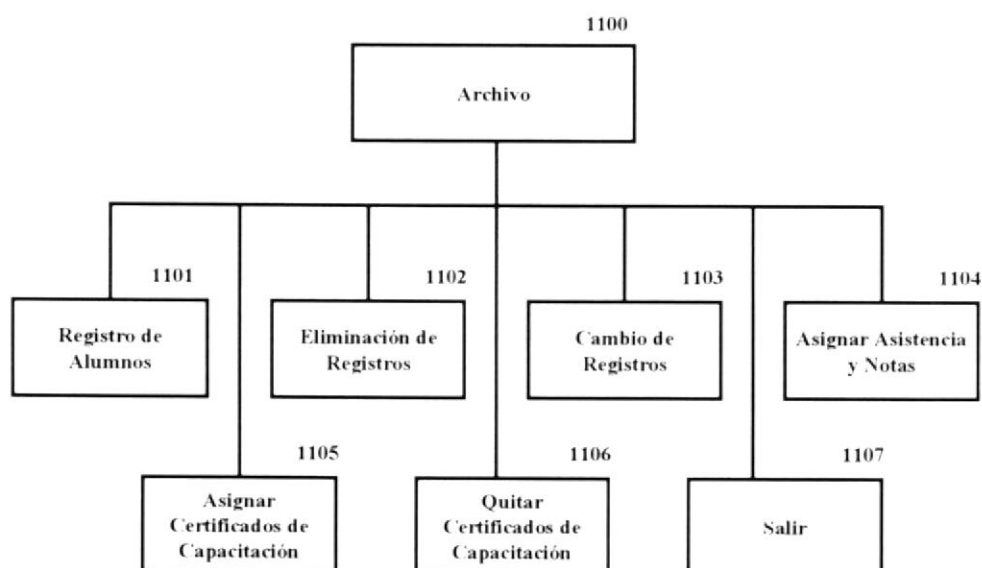 1100
Archivo
1101
Registro de
Alumnos
1102
Eliminación de
Registros
1103
Cambio de
Registros
1104
Asignar Asistencia
y Notas
1105
Asignar
Certificados de
Capacitación
1106
Quitar
Certificados de
Capacitación
1107
Salir